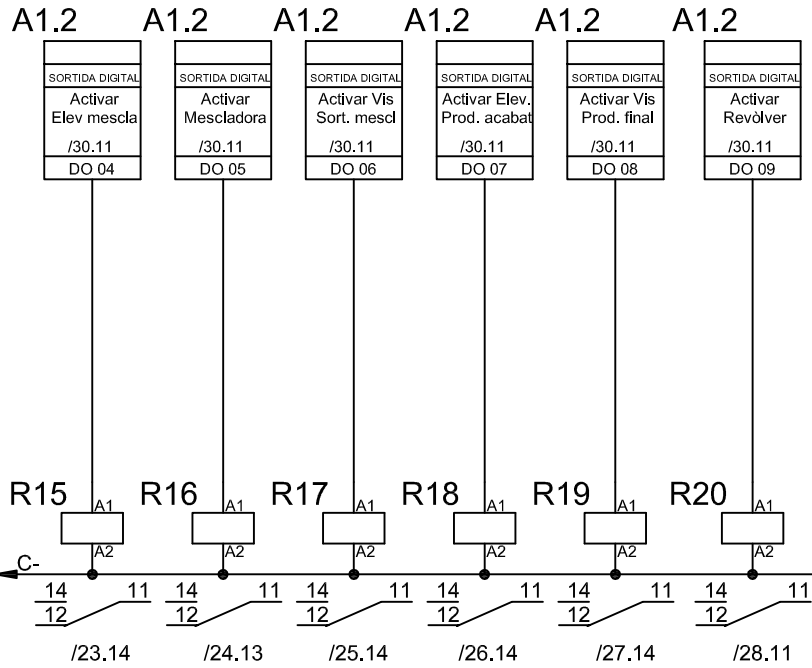 A1.2 A1.2 A1.2 A1.2 A1.2 A1.2
SORTIDA DIGITAL SORTIDA DIGITAL SORTIDA DIGITAL SORTIDA DIGITAL SORTIDA DIGITAL SORTIDA DIGITAL
Activar Activar Activar Vis Activar Elev. Activar Vis Activar
Elev mescla Mescladora Sort. mescl Prod. acabat Prod. final Revòlver
/30.11 /30.11 /30.11 /30.11 /30.11 /30.11
DO 04 DO 05 DO 06 DO 07 DO 08 DO 09
R15 A1 R16 A1 R17 A1 R18 A1 R19 A1 R20 A1
A2 A2 A2 A2 A2 A2
C-
14 11 14 11 14 11 14 11 14 11 14 11
12 12 12 12 12 12
/23.14 /24.13 /25.14 /26.14 /27.14 /28.11